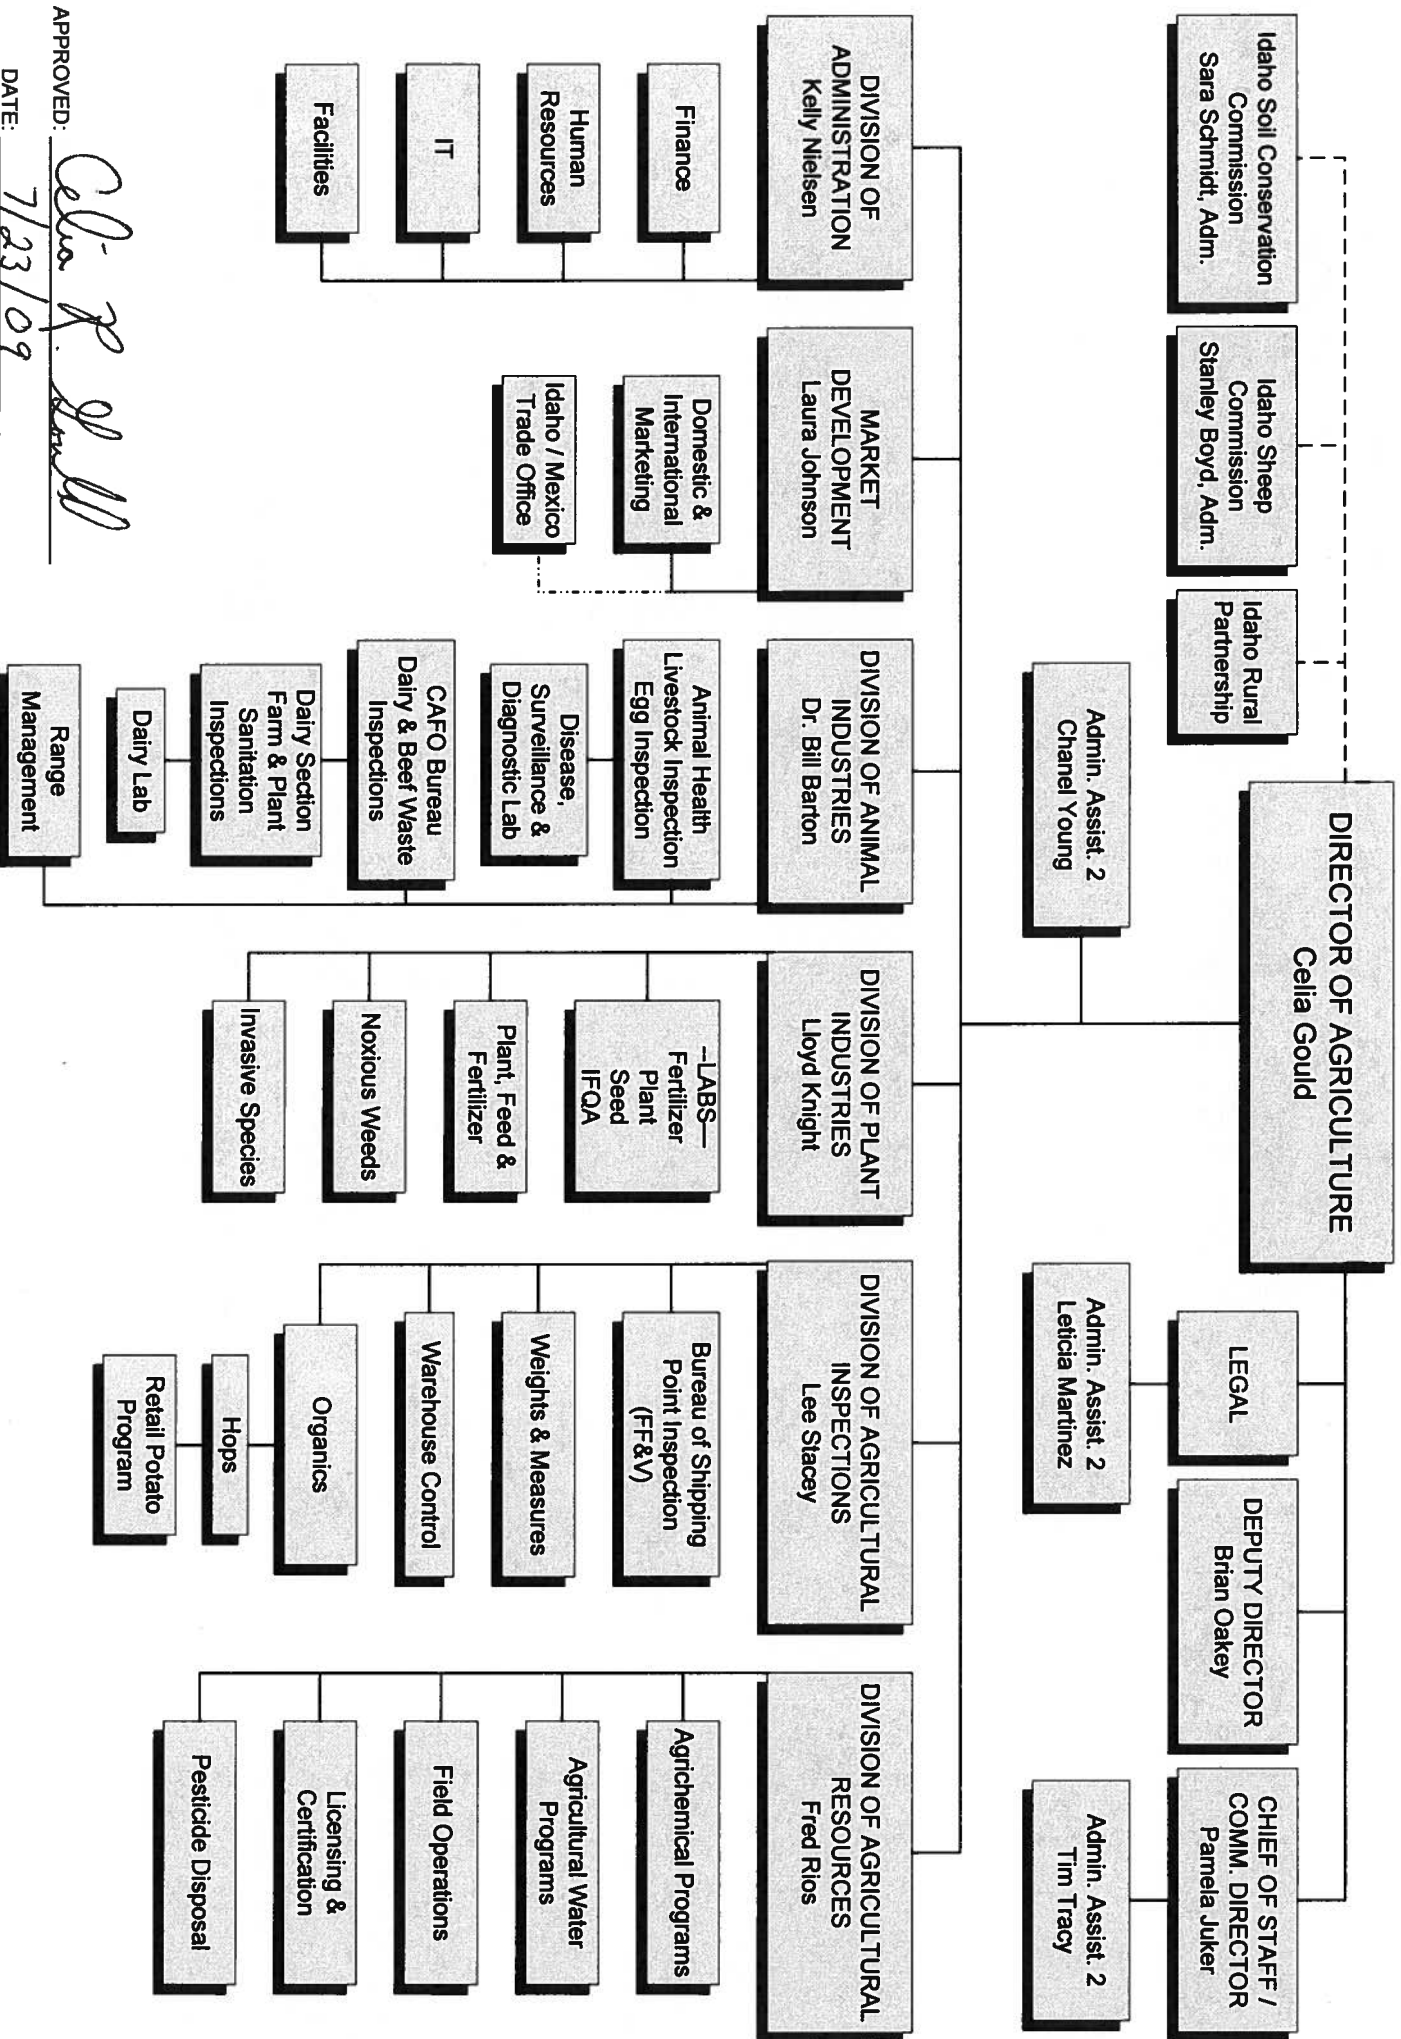 DIRECTOR OF AGRICULTURE
Celia Gould
Idaho Soil Conservation
Commission
Sara Schmidt, Adm.
Idaho Sheep
Commission
Stanley Boyd, Adm.
Idaho Rural
Partnership
LEGAL
DEPUTY DIRECTOR
Brian Oakey
CHIEF OF STAFF /
COMM. DIRECTOR
Pamela Juker
Admin. Assist. 2
Chanel Young
Admin. Assist. 2
Leticia Martinez
Admin. Assist. 2
Tim Tracy
DIVISION OF
ADMINISTRATION
Kelly Nielsen
Finance
Human
Resources
IT
Facilities
MARKET
DEVELOPMENT
Laura Johnson
Domestic &
International
Marketing
Idaho / Mexico
Trade Office
DIVISION OF ANIMAL
INDUSTRIES
Dr. Bill Barton
Animal Health
Livestock Inspection
Egg Inspection
Disease,
Surveillance &
Diagnostic Lab
CAFO Bureau
Dairy & Beef Waste
Inspections
Dairy Section
Farm & Plant
Sanitation
Inspections
Dairy Lab
Range
Management
DIVISION OF PLANT
INDUSTRIES
Lloyd Knight
--LABS—
Fertilizer
Plant
Seed
IFQA
Plant, Feed &
Fertilizer
Noxious Weeds
Invasive Species
DIVISION OF AGRICULTURAL
INSPECTIONS
Lee Stacey
Bureau of Shipping
Point Inspection
(FF&V)
Weights & Measures
Warehouse Control
Organics
Hops
Retail Potato
Program
DIVISION OF AGRICULTURAL
RESOURCES
Fred Rios
Agrichemical Programs
Agricultural Water
Programs
Field Operations
Licensing &
Certification
Pesticide Disposal
APPROVED: Celia R. Gould
DATE: 7/23/09